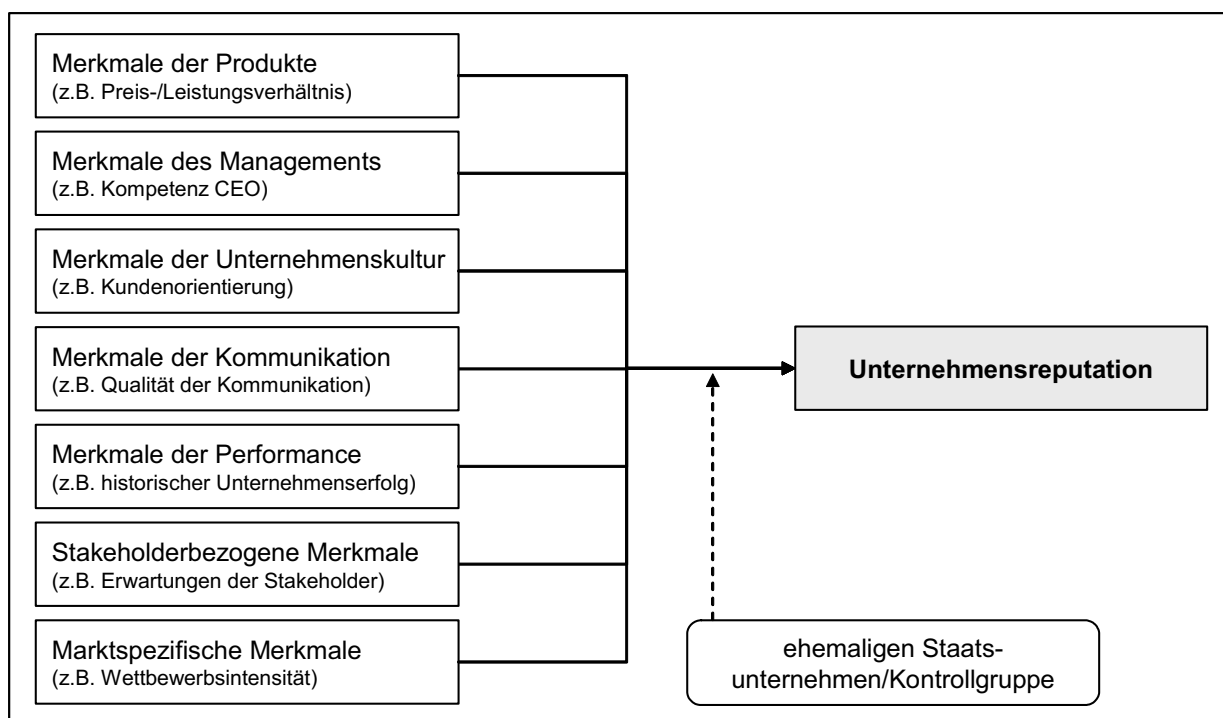 Merkmale der Produkte
(z.B. Preis-/Leistungsverhältnis)
Merkmale des Managements
(z.B. Kompetenz CEO)
Merkmale der Unternehmenskultur
(z.B. Kundenorientierung)
Merkmale der Kommunikation
(z.B. Qualität der Kommunikation)
Merkmale der Performance
(z.B. historischer Unternehmenserfolg)
Stakeholderbezogene Merkmale
(z.B. Erwartungen der Stakeholder)
Marktspezifische Merkmale
(z.B. Wettbewerbsintensität)
Unternehmensreputation
ehemaligen Staats-
unternehmen/Kontrollgruppe